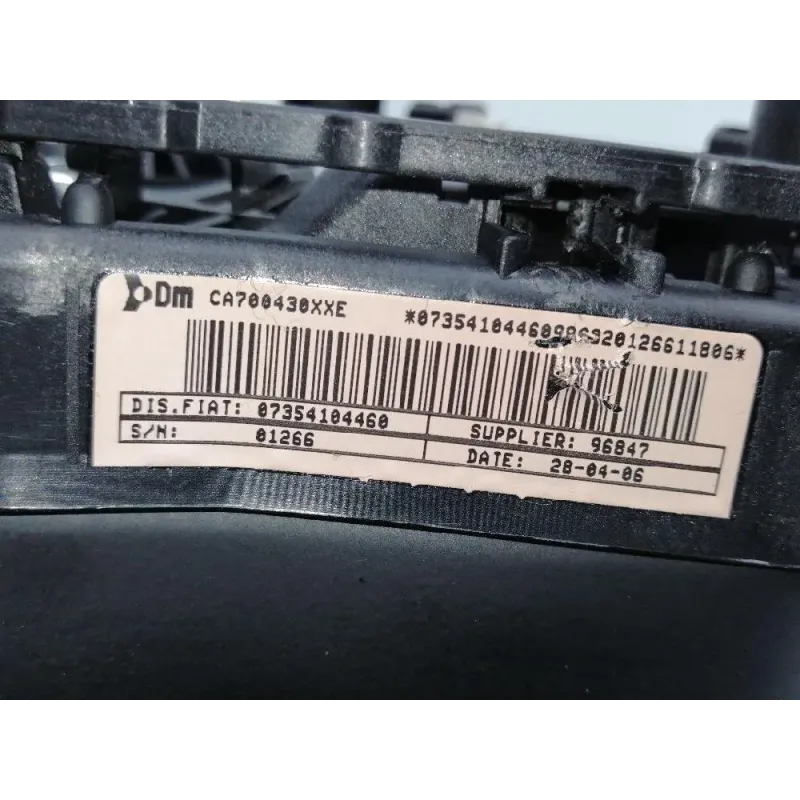 Dm CA700430XXE
DIS.FIAT: 07354104460
S/N: 01266
SUPPLIER: 96847
DATE: 28-04-06